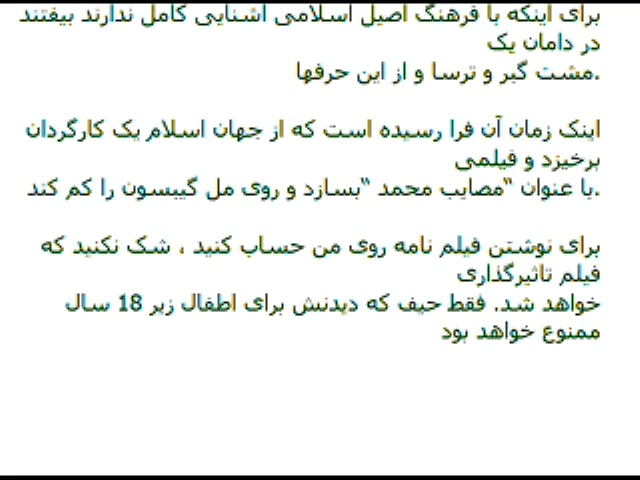 برای اینکه با فرهنگ اصیل اسلامی اشنایی کامل ندارند بیفتند
در دامان یک
مشت گبر و ترسا و از این حرفها.
اینک زمان آن فرا رسیده است که از جهان اسلام یک کارگردان
برخیزد و فیلمی
با عنوان “مصایب محمد “بسازد و روی مل گیبسون را کم کند.
برای نوشتن فیلم نامه روی من حساب کنید ، شک نکنید که
فیلم تاثیرگذاری
خواهد شد. فقط حیف که دیدنش برای اطفال زیر 18 سال
ممنوع خواهد بود